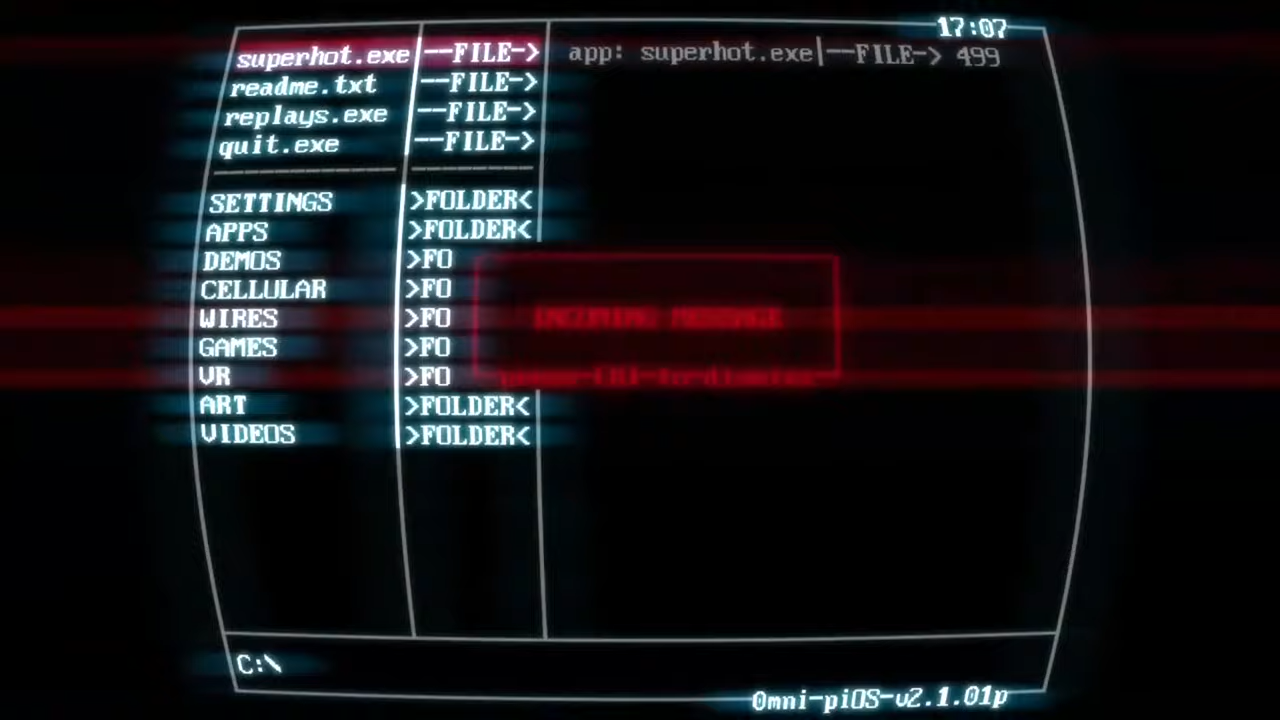 17:07
superhot.exe --FILE-> app: superhot.exe|--FILE-> 499
readme.txt --FILE->
replays.exe --FILE->
quit.exe --FILE->
SETTINGS >FOLDER<
APPS >FOLDER<
DEMOS >FO
CELLULAR >FO
WIRES >FO INCOMING MESSAGE
GAMES >FO
VR >FO
ART >FOLDER<
VIDEOS >FOLDER<
C:\
Omni-piOS-v2.1.01p